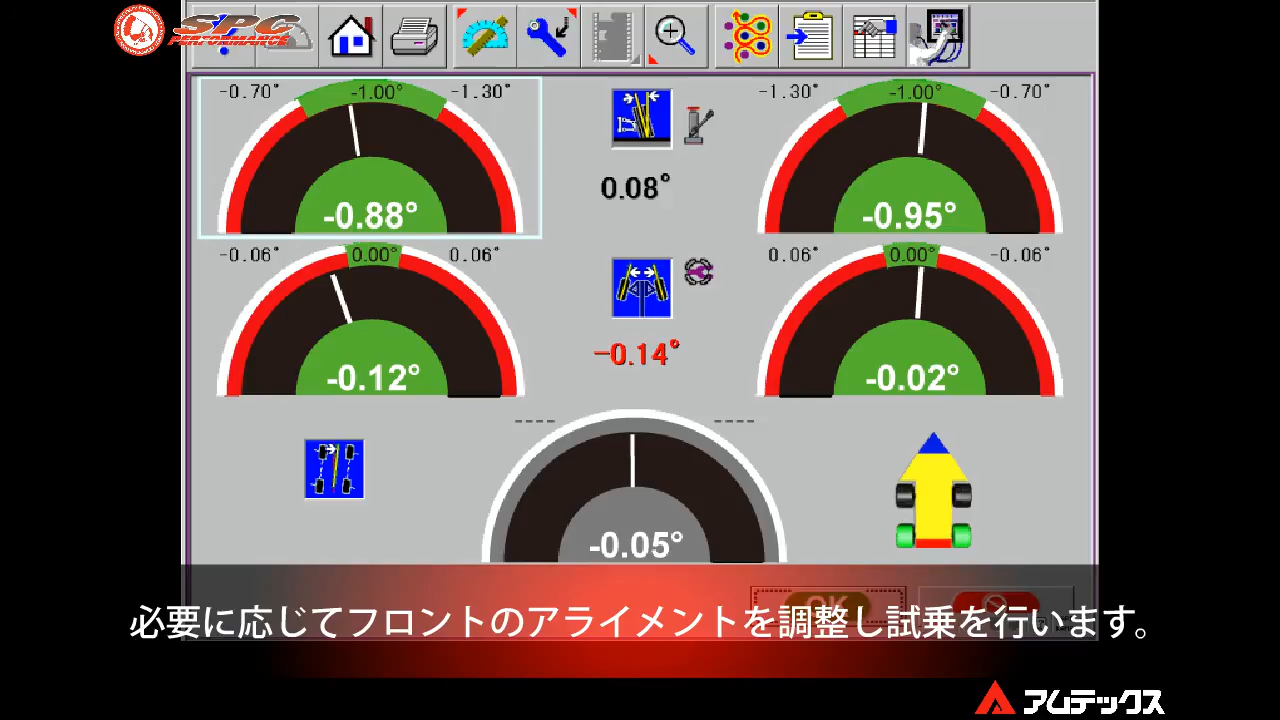 SPC
PERFORMANCE
-0.70° -1.00° -1.30°
-0.88°
0.08°
-1.30° -1.00° -0.70°
-0.95°
-0.06° 0.00° 0.06°
-0.12°
-0.14°
0.06° 0.00° -0.06°
-0.02°
---- ----
-0.05°
OK
必要に応じてフロントのアライメントを調整し試乗を行います。
アムテックス